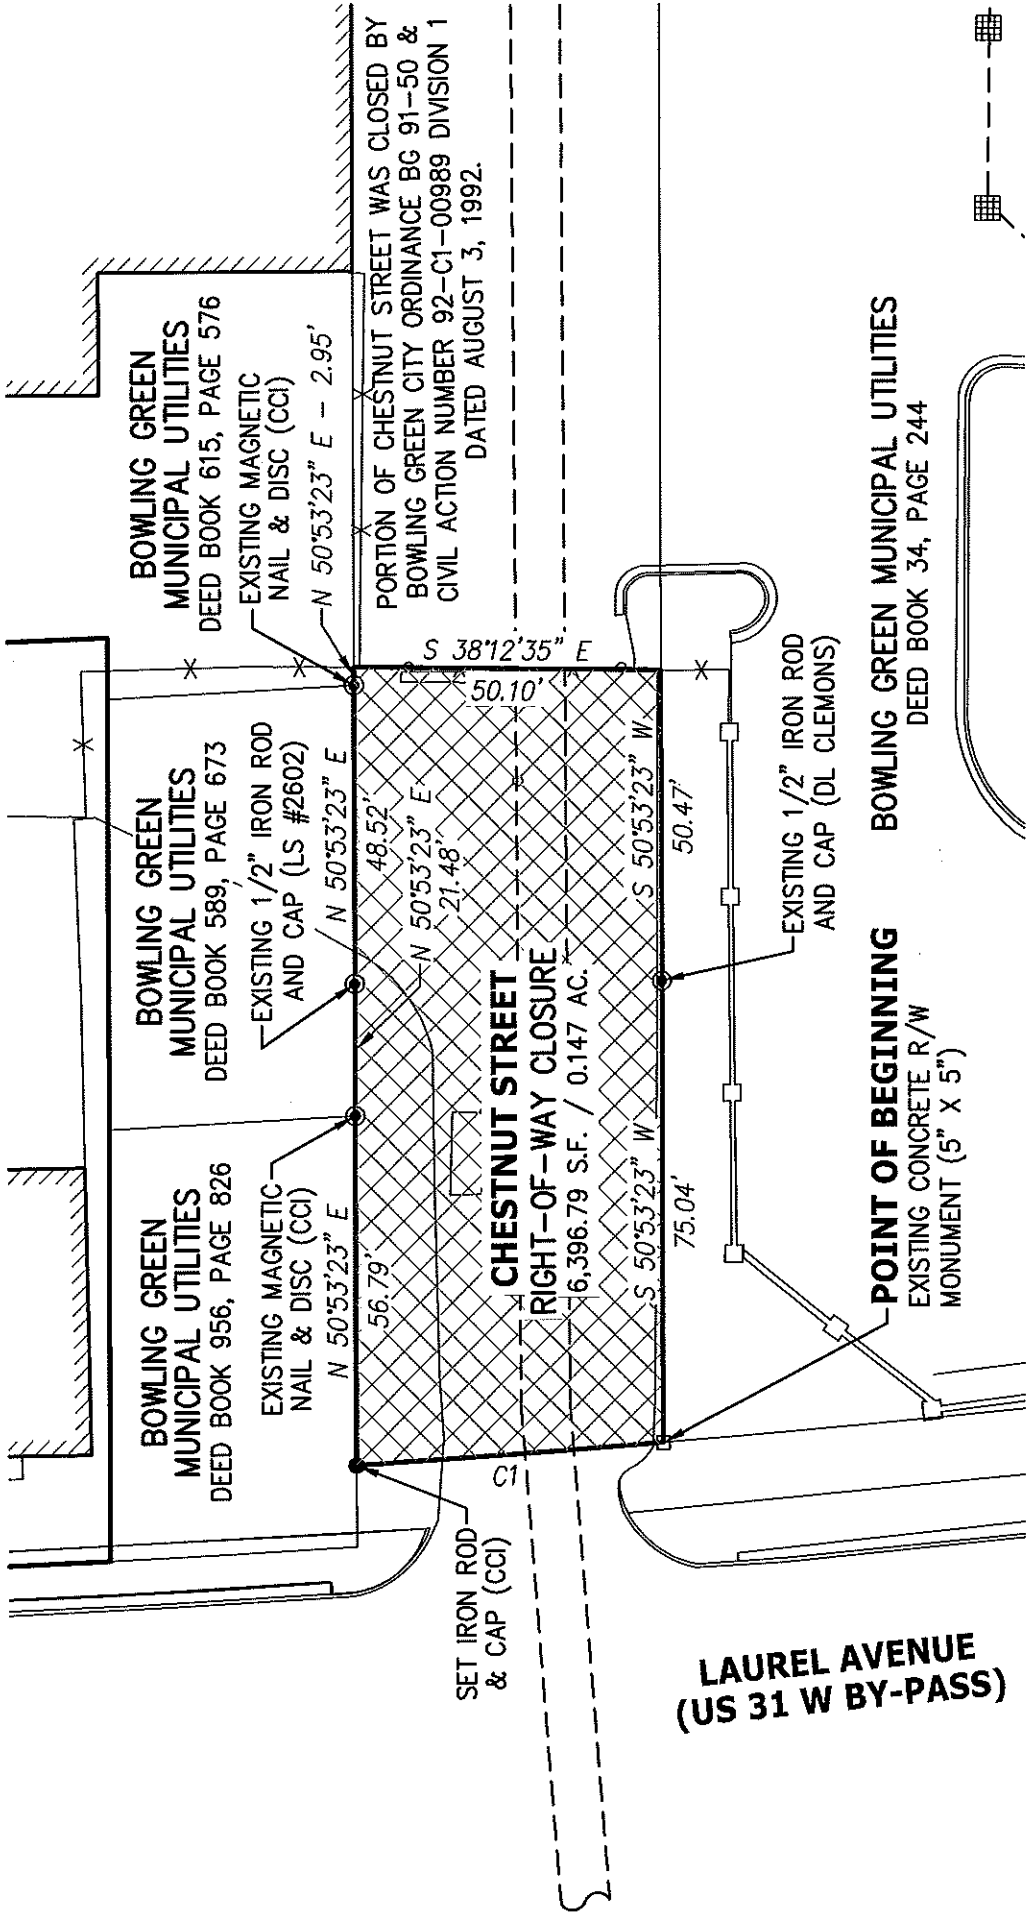 BOWLING GREEN
MUNICIPAL UTILITIES
DEED BOOK 956, PAGE 826
EXISTING MAGNETIC
NAIL & DISC (CCI)
N 50°53'23" E
56.79'
BOWLING GREEN
MUNICIPAL UTILITIES
DEED BOOK 589, PAGE 673
EXISTING 1/2" IRON ROD
AND CAP (LS #2602)
N 50°53'23" E
48.52'
N 50°53'23" E
21.48'
BOWLING GREEN
MUNICIPAL UTILITIES
DEED BOOK 615, PAGE 576
EXISTING MAGNETIC
NAIL & DISC (CCI)
N 50°53'23" E - 2.95'
PORTION OF CHESTNUT STREET WAS CLOSED BY
BOWLING GREEN CITY ORDINANCE BG 91-50 &
CIVIL ACTION NUMBER 92-C1-00989 DIVISION 1
DATED AUGUST 3, 1992.
S 38°12'35" E
50.10'
SET IRON ROD
& CAP (CCI)
C1
CHESTNUT STREET
RIGHT-OF-WAY CLOSURE
6,396.79 S.F. / 0.147 AC.
S 50°53'23" W
75.04'
S 50°53'23" W
50.47'
EXISTING 1/2" IRON ROD
AND CAP (DL CLEMONS)
POINT OF BEGINNING
EXISTING CONCRETE R/W
MONUMENT (5" X 5")
BOWLING GREEN MUNICIPAL UTILITIES
DEED BOOK 34, PAGE 244
LAUREL AVENUE
(US 31 W BY-PASS)